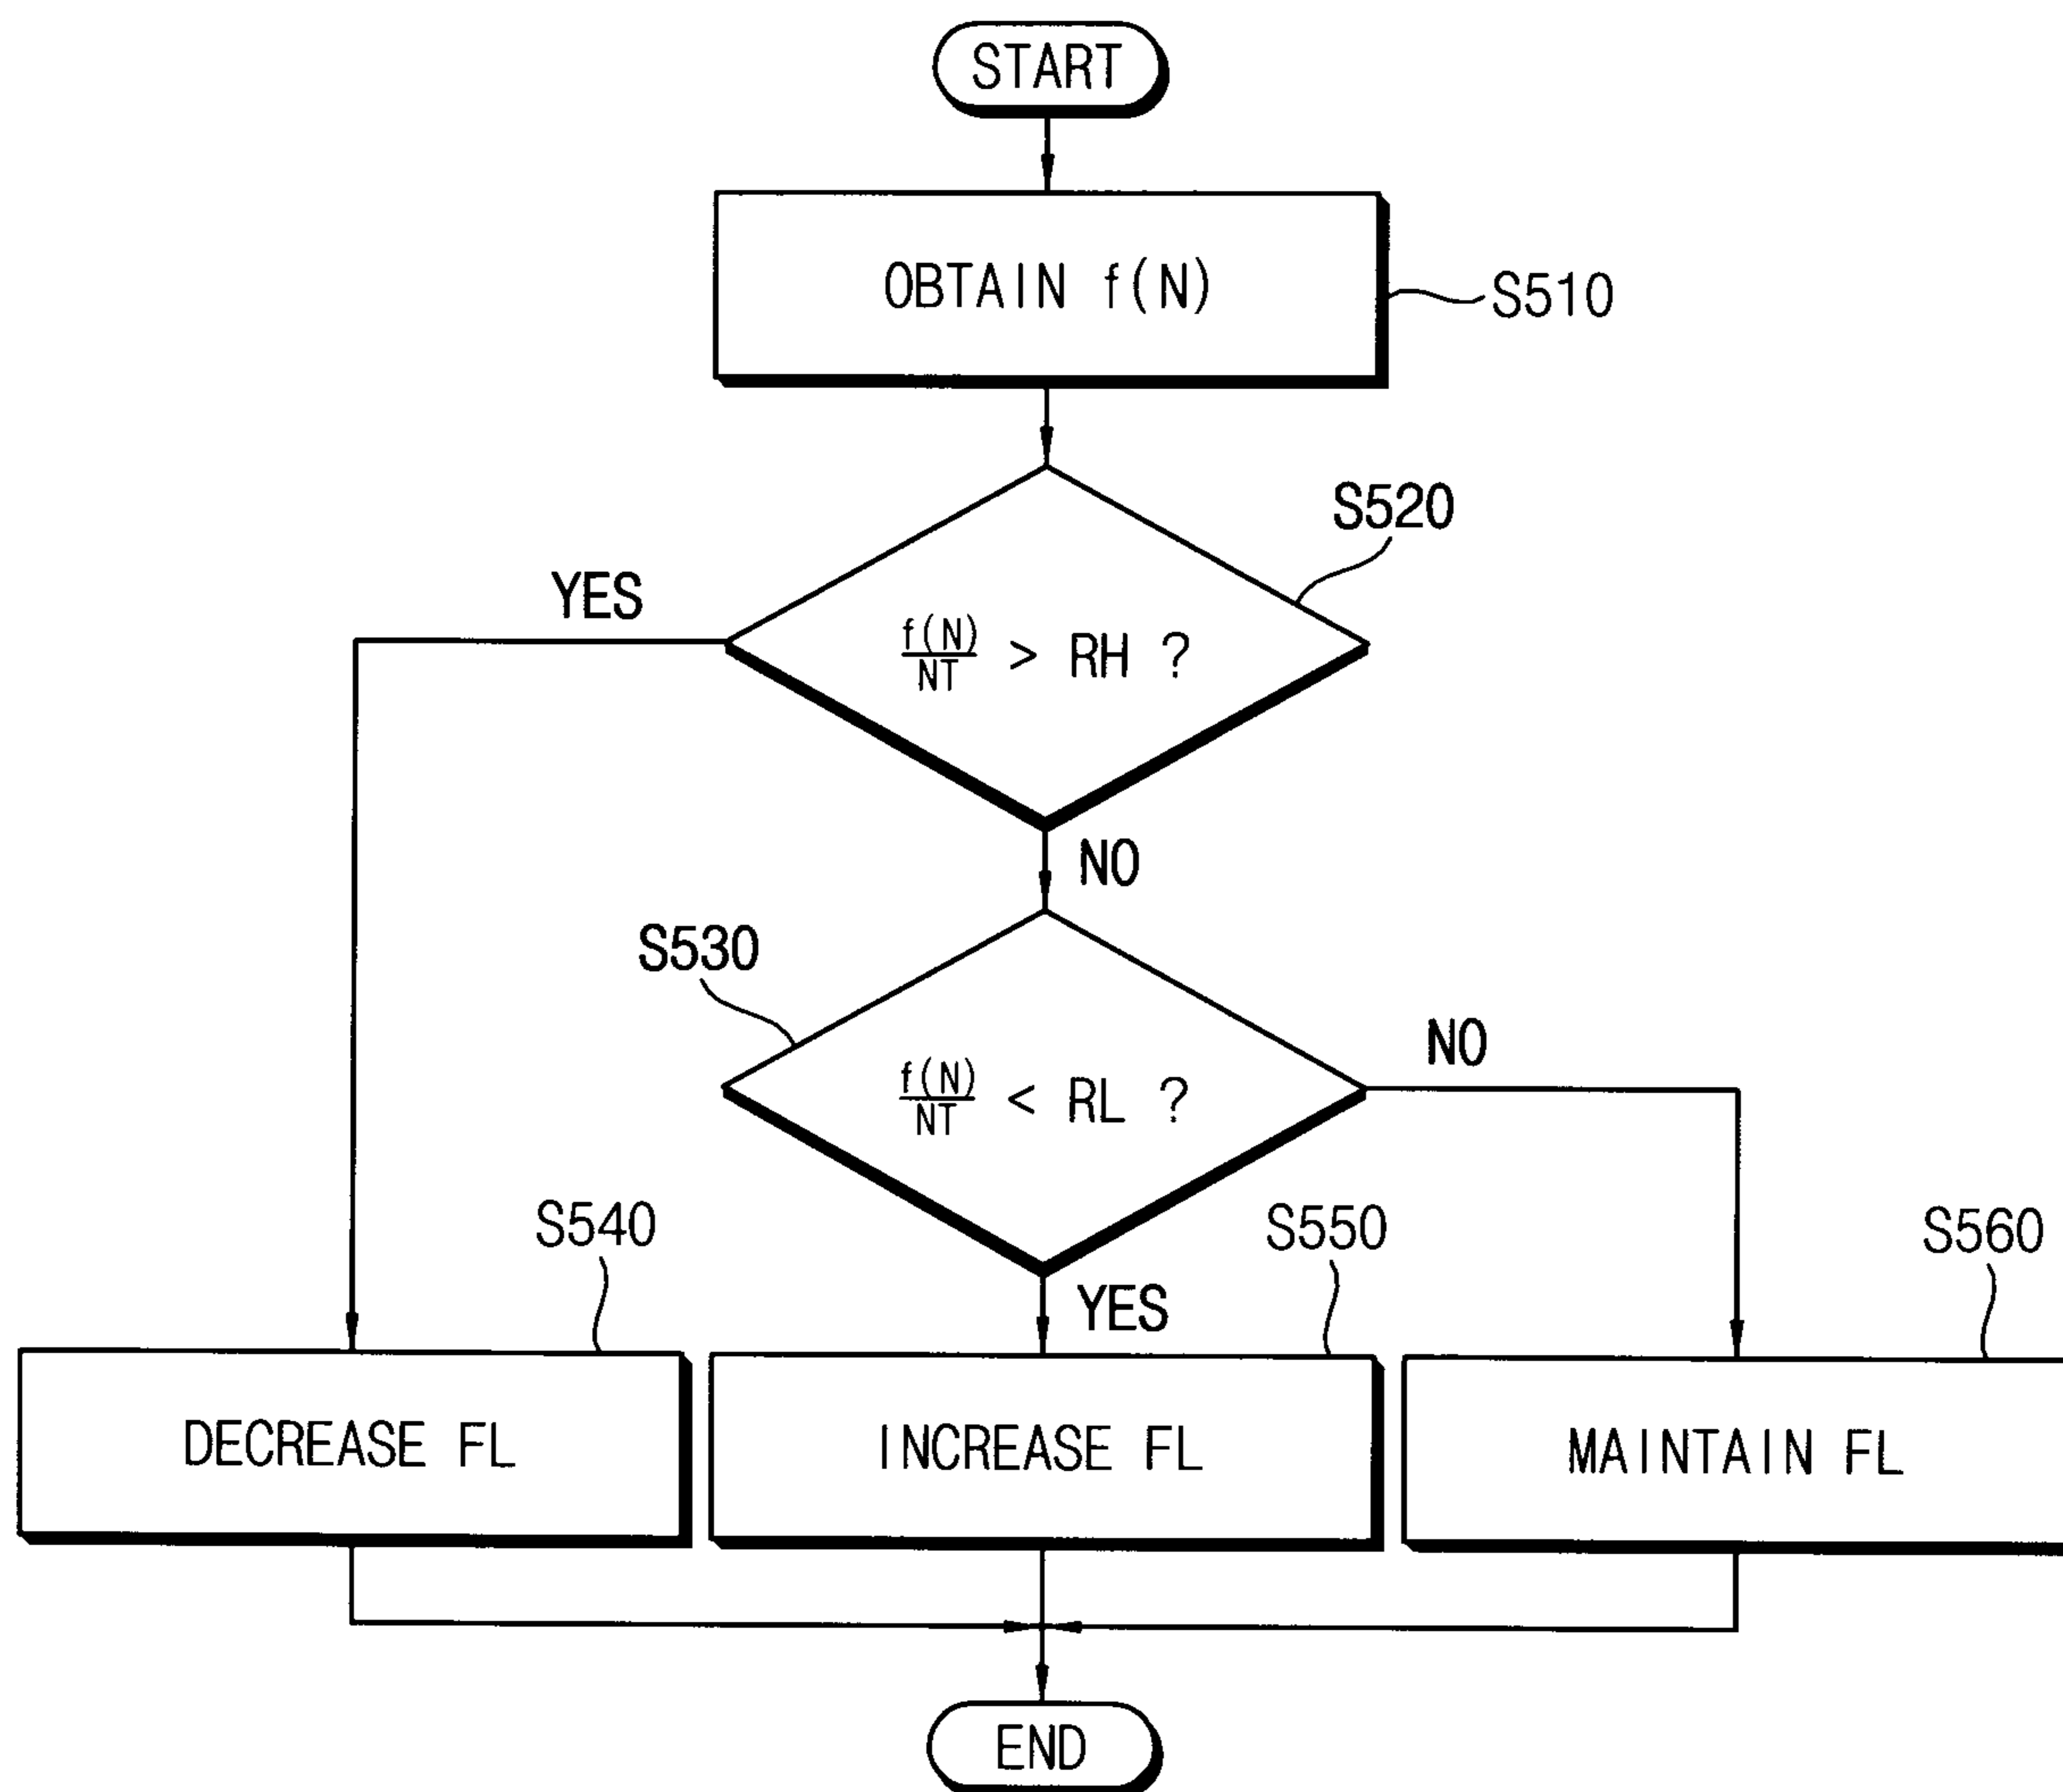 START
OBTAIN f(N)
S510
S520
YES
f(N)
NT
> RH ?
NO
S530
NO
f(N)
NT
< RL ?
S540
S550
S560
YES
DECREASE FL
INCREASE FL
MAINTAIN FL
END